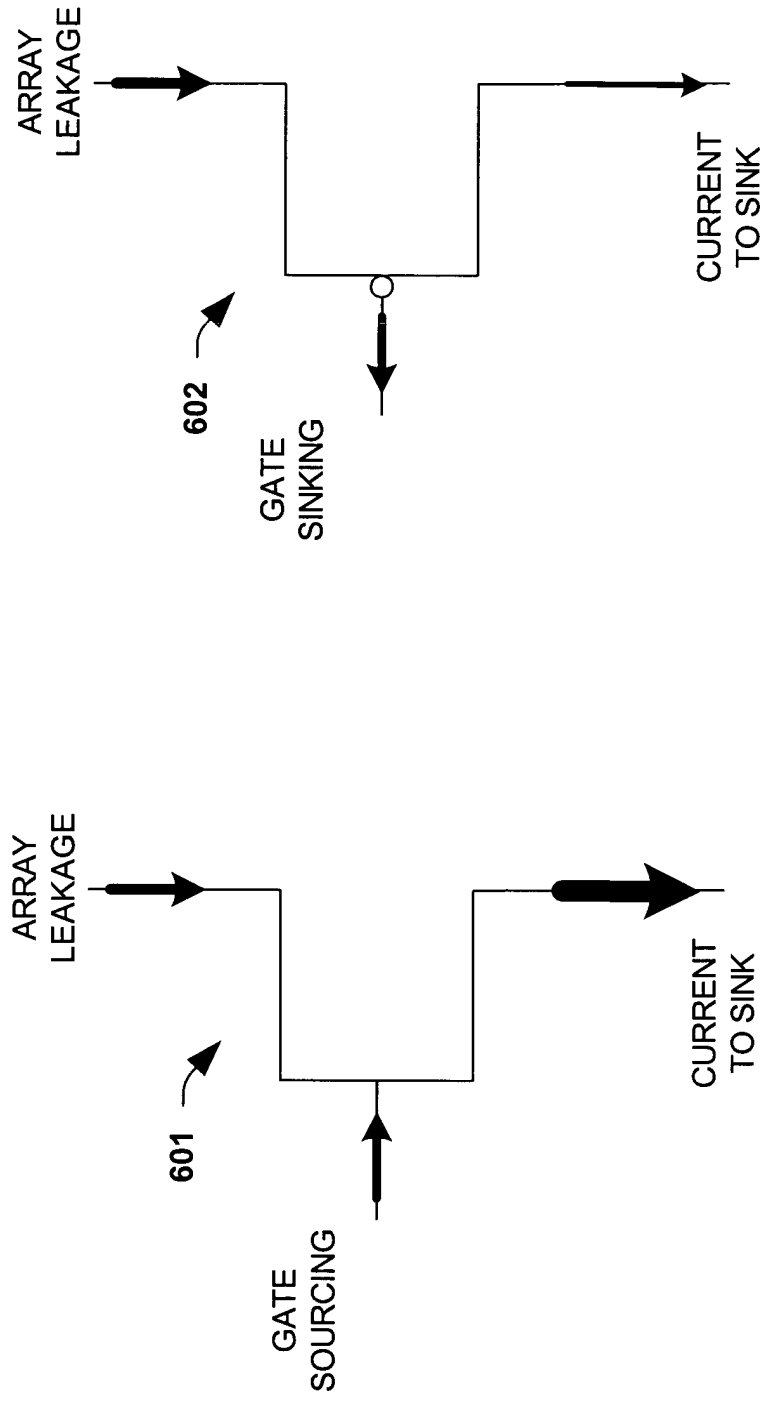 ARRAY
LEAKAGE
601
GATE
SOURCING
CURRENT
TO SINK
ARRAY
LEAKAGE
602
GATE
SINKING
CURRENT
TO SINK